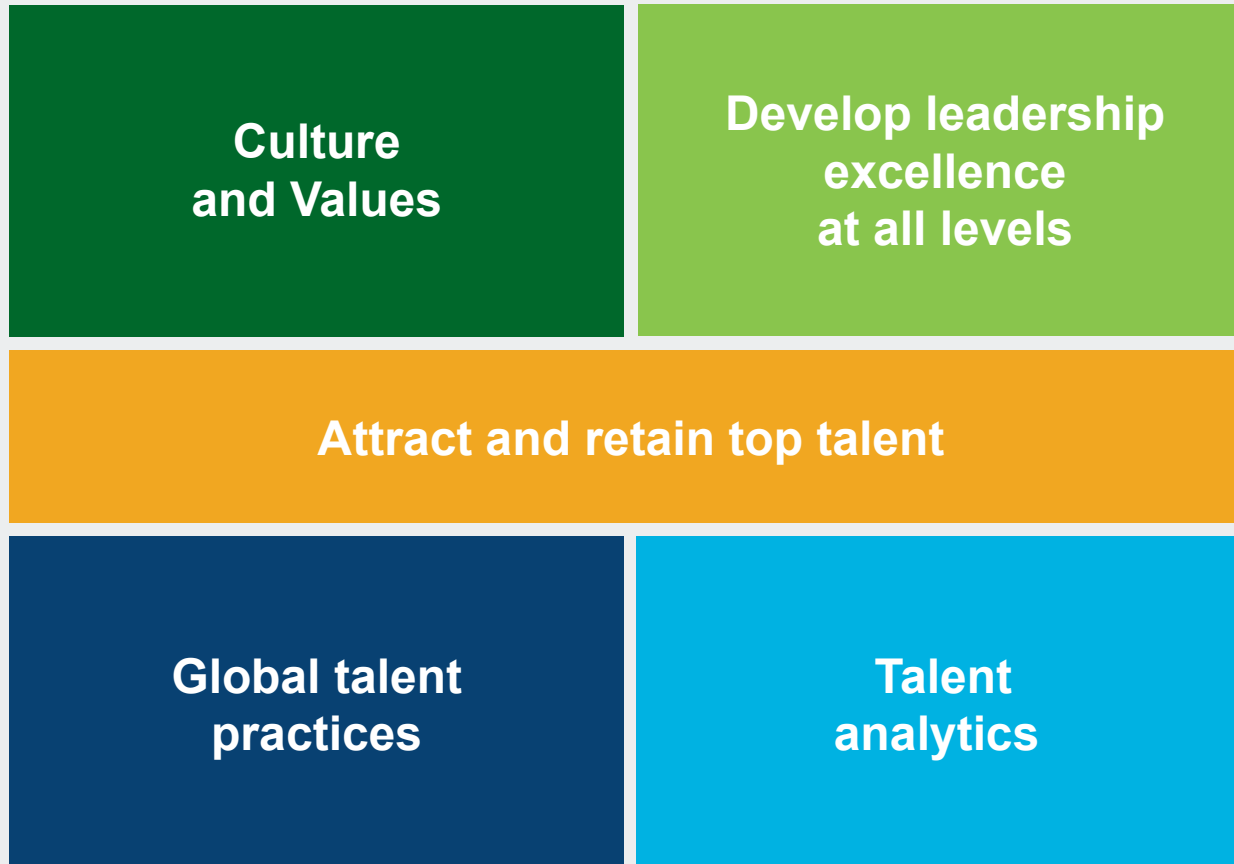 Culture
and Values
Develop leadership
excellence
at all levels
Attract and retain top talent
Global talent
practices
Talent
analytics